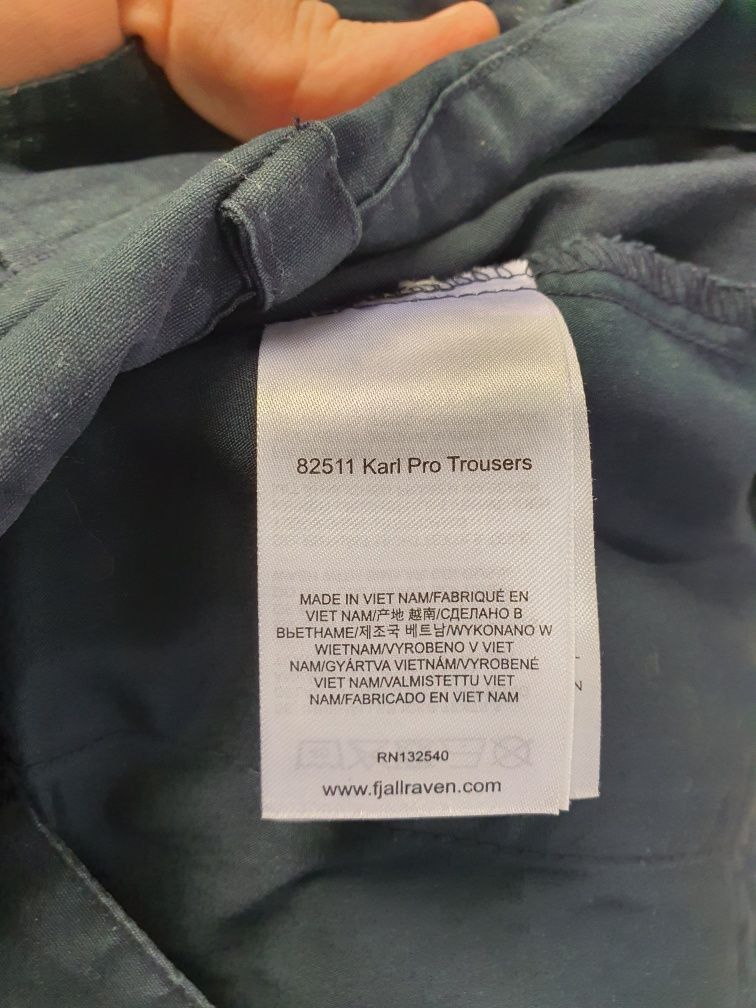 82511 Karl Pro Trousers
MADE IN VIET NAM/FABRIQUÉ EN
VIET NAM/产地 越南/СДЕЛАНО В
ВЬЕТНАМЕ/제조국 베트남/WYKONANO W
WIETNAM/VYROBENO V VIET
NAM/GYÁRTVA VIETNÁM/VYROBENÉ
VIET NAM/VALMISTETTU VIET
NAM/FABRICADO EN VIET NAM
RN132540
www.fjallraven.com